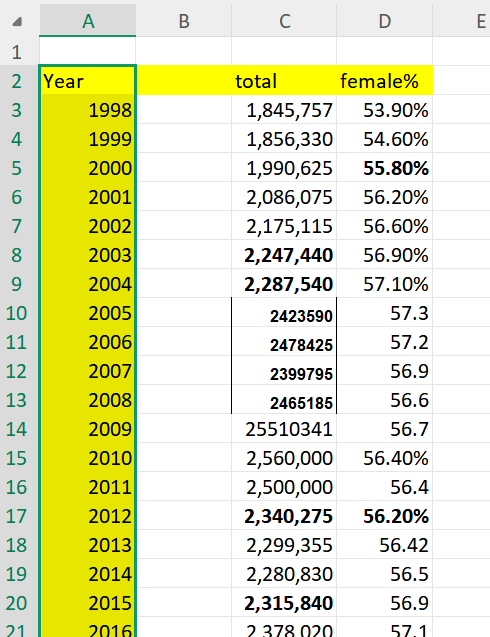 A B C D E
1
2 Year total female%
3 1998 1,845,757 53.90%
4 1999 1,856,330 54.60%
5 2000 1,990,625 55.80%
6 2001 2,086,075 56.20%
7 2002 2,175,115 56.60%
8 2003 2,247,440 56.90%
9 2004 2,287,540 57.10%
10 2005 2423590 57.3
11 2006 2478425 57.2
12 2007 2399795 56.9
13 2008 2465185 56.6
14 2009 25510341 56.7
15 2010 2,560,000 56.40%
16 2011 2,500,000 56.4
17 2012 2,340,275 56.20%
18 2013 2,299,355 56.42
19 2014 2,280,830 56.5
20 2015 2,315,840 56.9
21 2016 2,378,020 57.1